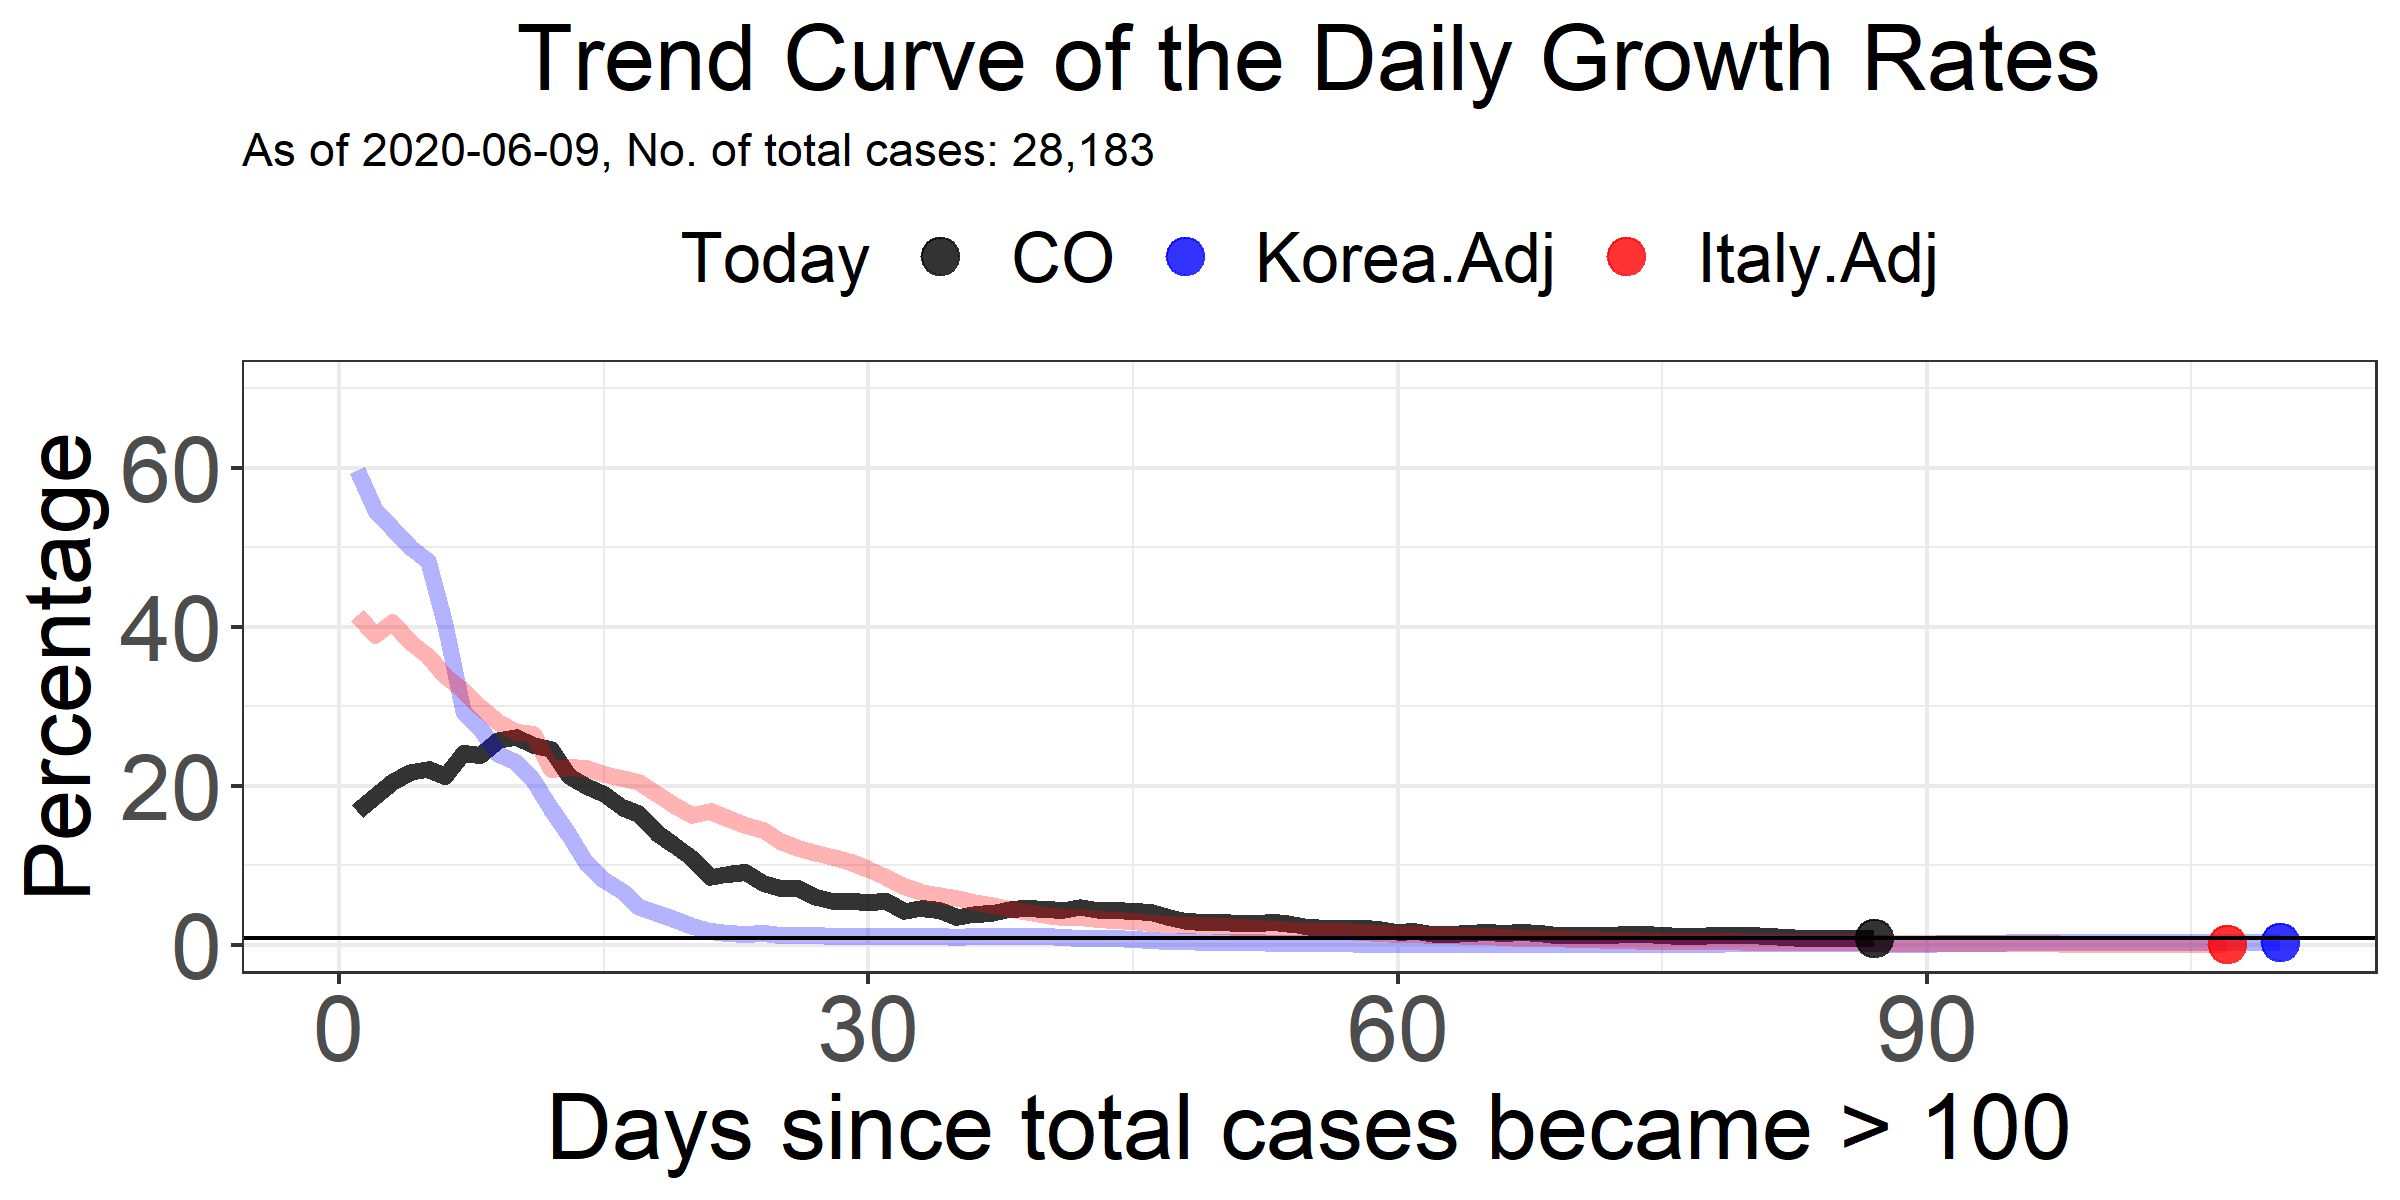 Trend Curve of the Daily Growth Rates
As of 2020-06-09, No. of total cases: 28,183
Today CO Korea.Adj Italy.Adj
Percentage
60
40
20
0
0 30 60 90
Days since total cases became > 100